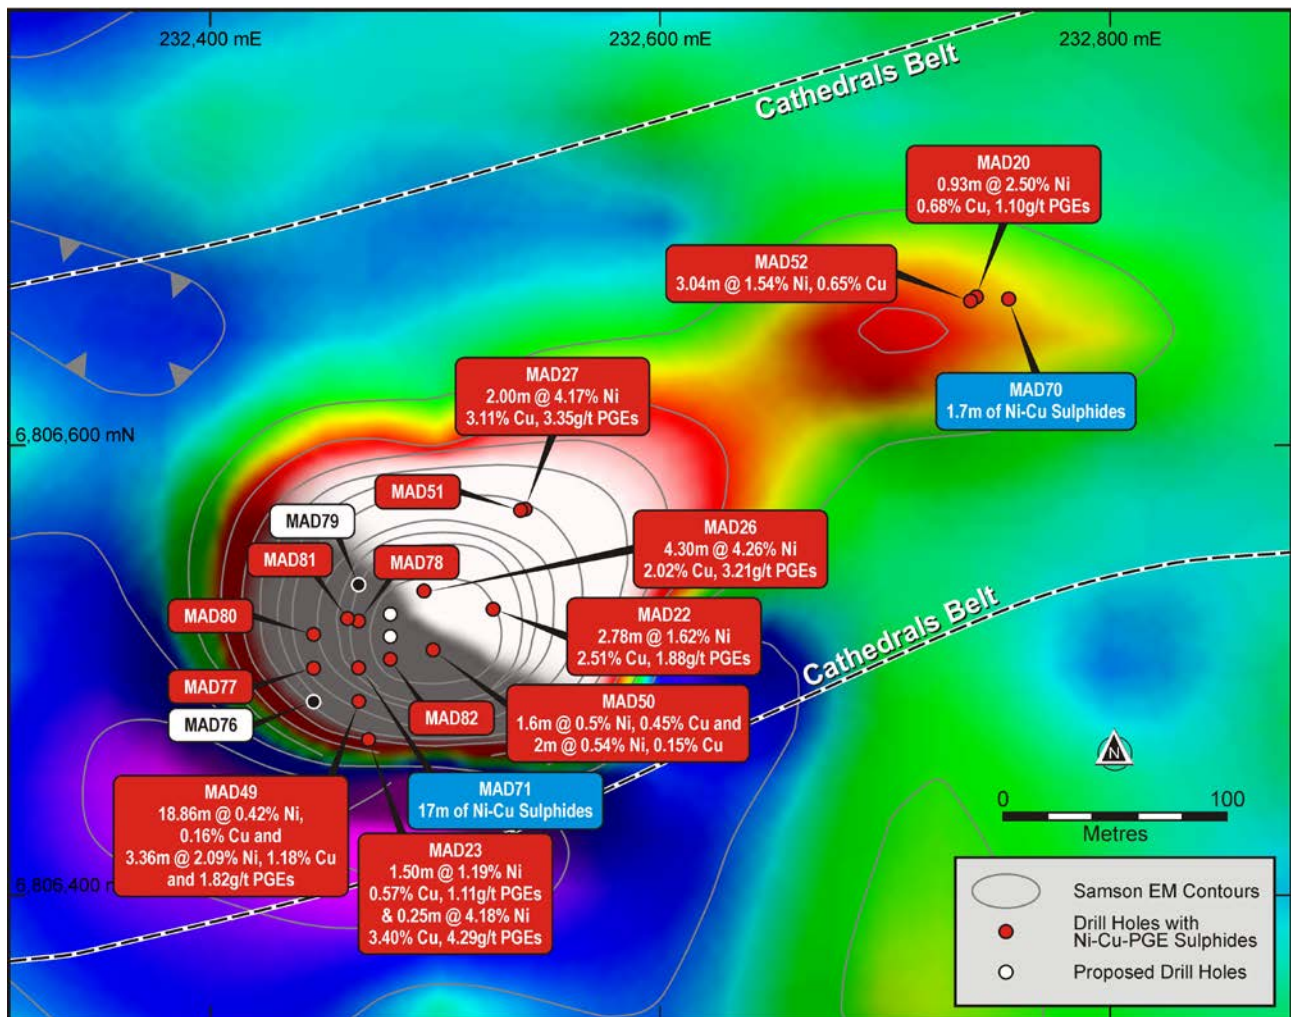 232,400 mE
232,600 mE
232,800 mE
Cathedrals Belt
MAD20
0.93m @ 2.50% Ni
0.68% Cu, 1.10g/t PGEs
MAD52
3.04m @ 1.54% Ni, 0.65% Cu
MAD70
1.7m of Ni-Cu Sulphides
MAD27
2.00m @ 4.17% Ni
3.11% Cu, 3.35g/t PGEs
6,806,600 mN
MAD51
MAD79
MAD26
4.30m @ 4.26% Ni
2.02% Cu, 3.21g/t PGEs
MAD81
MAD78
MAD80
MAD22
2.78m @ 1.62% Ni
2.51% Cu, 1.88g/t PGEs
Cathedrals Belt
MAD77
MAD76
MAD82
MAD50
1.6m @ 0.5% Ni, 0.45% Cu and
2m @ 0.54% Ni, 0.15% Cu
MAD49
18.86m @ 0.42% Ni,
0.16% Cu and
3.36m @ 2.09% Ni, 1.18% Cu
and 1.82g/t PGEs
MAD71
17m of Ni-Cu Sulphides
MAD23
1.50m @ 1.19% Ni
0.57% Cu, 1.11g/t PGEs
& 0.25m @ 4.18% Ni
3.40% Cu, 4.29g/t PGEs
6,806,400 mN
N
0 100
Metres
Samson EM Contours
Drill Holes with
Ni-Cu-PGE Sulphides
Proposed Drill Holes